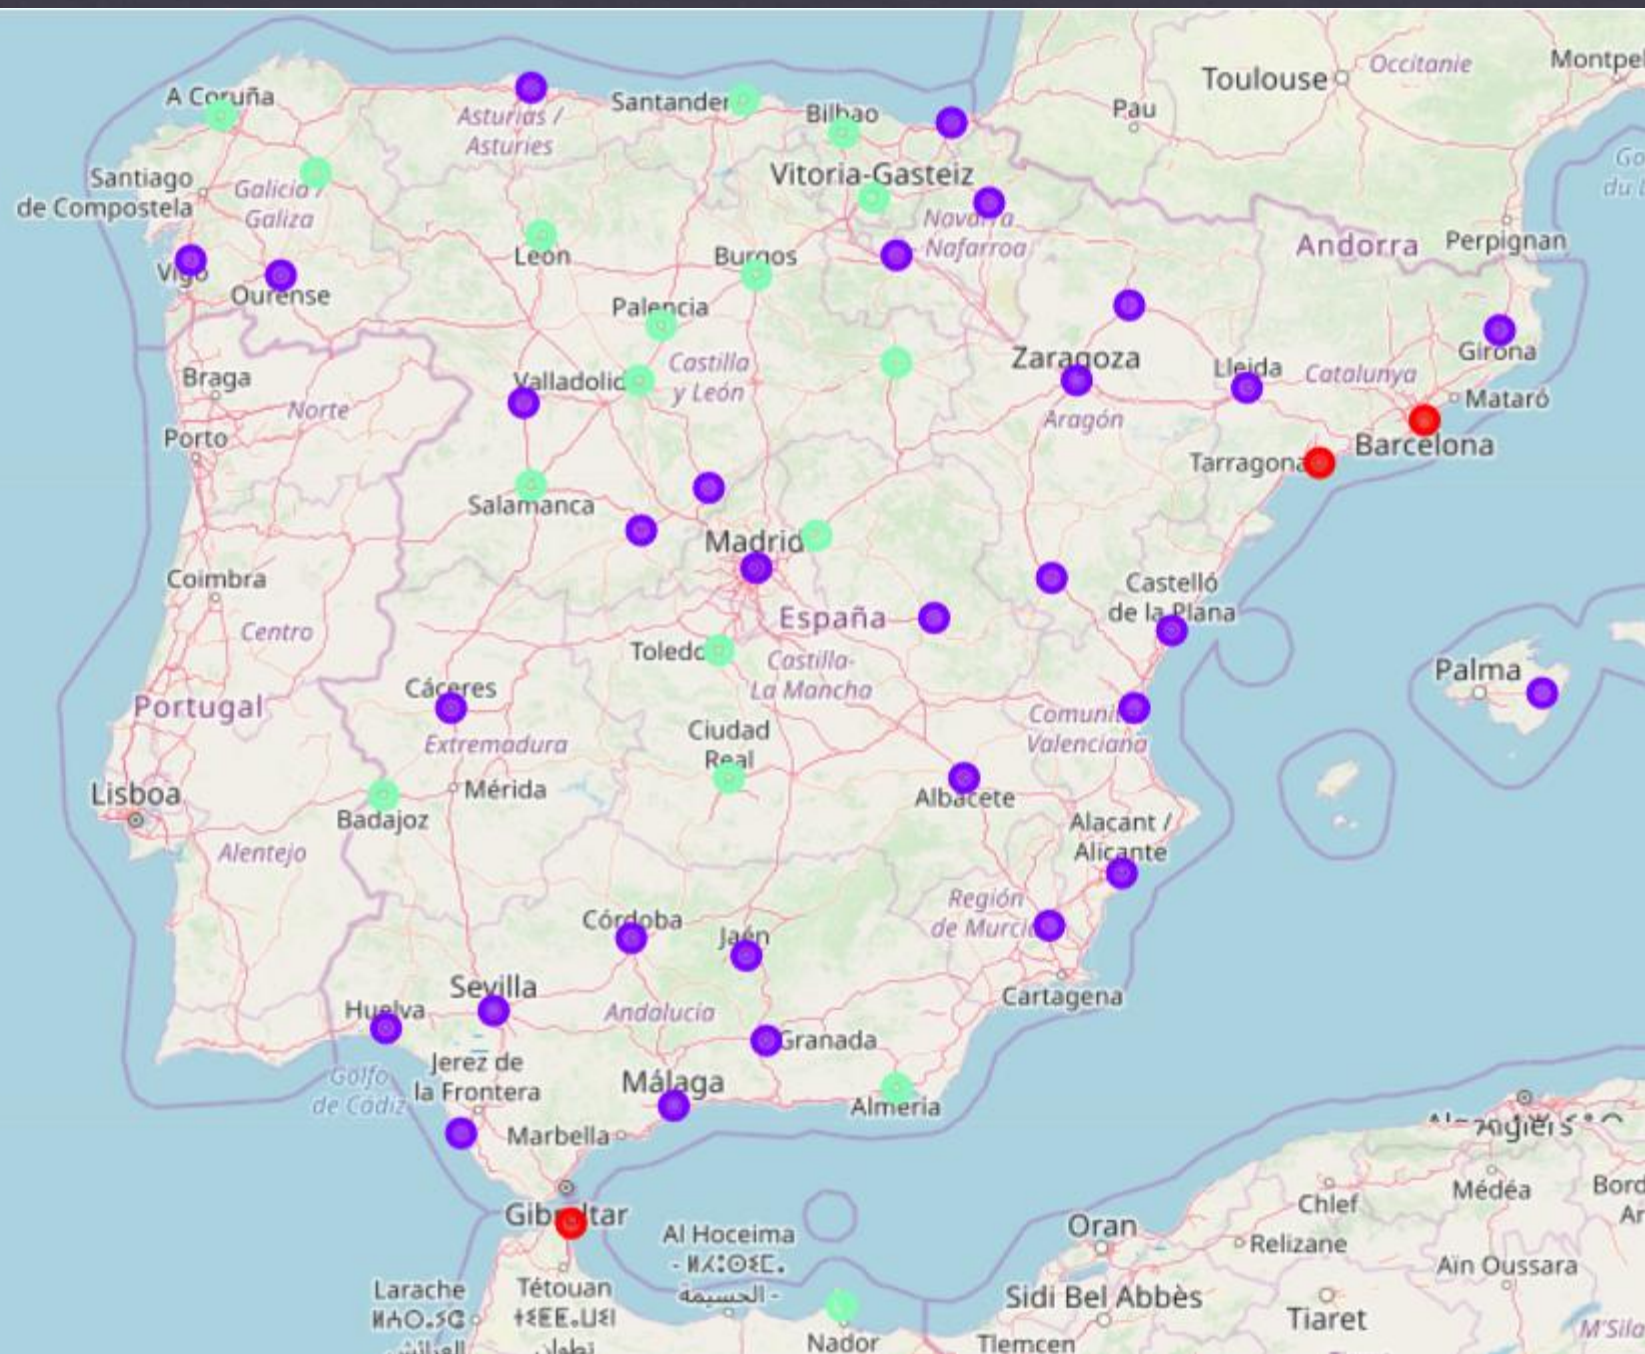 Toulouse
Occitanie
Pau
A Coruña
Santander
Bilbao
Asturias /
Asturies
Santiago
de Compostela
Galicia /
Galiza
Vitoria-Gasteiz
Navarra
Nafarroa
Andorra
Perpignan
León
Burgos
Vigo
Ourense
Palencia
Castilla
y León
Valladolid
Zaragoza
Aragón
Lleida
Catalunya
Girona
Mataró
Barcelona
Tarragona
Braga
Norte
Porto
Salamanca
Madrid
Coimbra
Centro
España
Castelló
de la Plana
Toledo
Castilla-
La Mancha
Palma
Portugal
Cáceres
Extremadura
Ciudad
Real
Comunit
Valenciana
Lisboa
Mérida
Badajoz
Albacete
Alacant /
Alicante
Alentejo
Región
de Murcia
Córdoba
Jaén
Cartagena
Sevilla
Huelva
Andalucía
Granada
Jerez de
la Frontera
Golfo
de Cádiz
Málaga
Almería
Marbella
Gibraltar
Al Hoceima
- ⵍⵃⵓⵙⵉⵎⴰ
- الحسيمة
Oran
Relizane
Chlef
Médéa
Bord
Aïn Oussara
Larache
Tétouan
Sidi Bel Abbès
Tiaret
M'Sila
Nador
Tlemcen